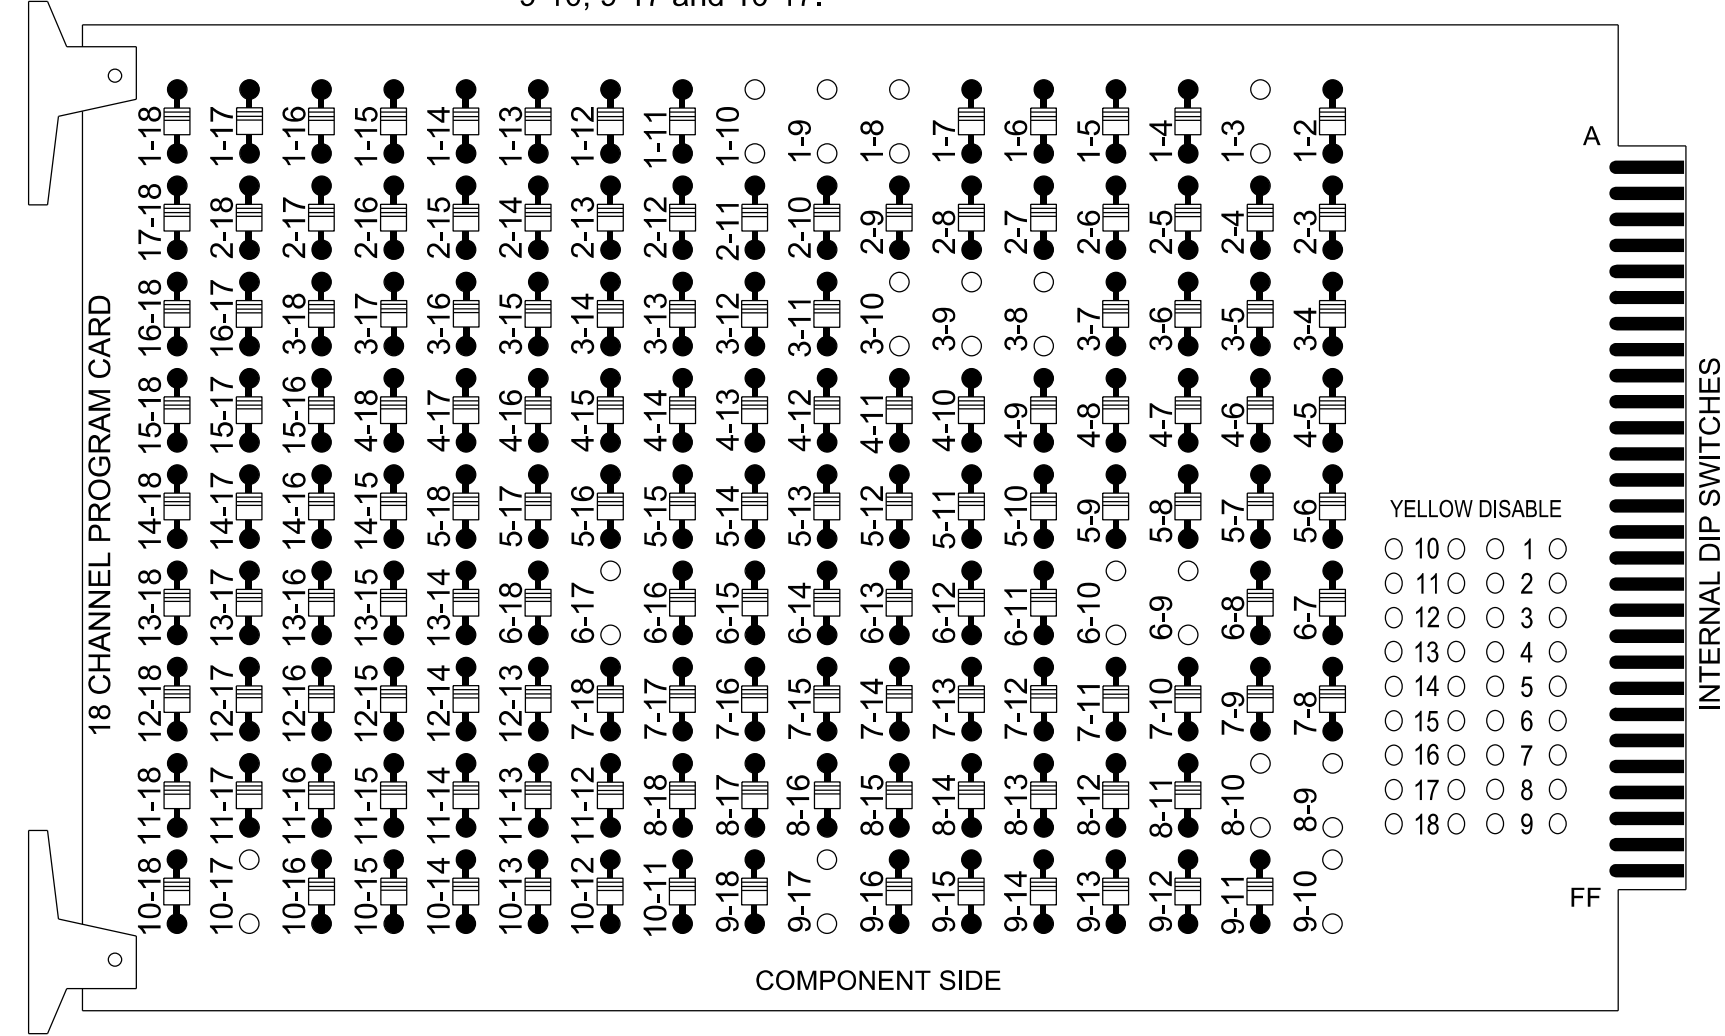 1-18 1-17 1-16 1-15 1-14 1-13 1-12 1-11 1-10 1-9 1-8 1-7 1-6 1-5 1-4 1-3 1-2
A
17-18 2-18 2-17 2-16 2-15 2-14 2-13 2-12 2-11 2-10 2-9 2-8 2-7 2-6 2-5 2-4 2-3
16-18 16-17 3-18 3-17 3-16 3-15 3-14 3-13 3-12 3-11 3-10 3-9 3-8 3-7 3-6 3-5 3-4
18 CHANNEL PROGRAM CARD
15-18 15-17 15-16 4-18 4-17 4-16 4-15 4-14 4-13 4-12 4-11 4-10 4-9 4-8 4-7 4-6 4-5
14-18 14-17 14-16 14-15 5-18 5-17 5-16 5-15 5-14 5-13 5-12 5-11 5-10 5-9 5-8 5-7 5-6
13-18 13-17 13-16 13-15 13-14 6-18 6-17 6-16 6-15 6-14 6-13 6-12 6-11 6-10 6-9 6-8 6-7
12-18 12-17 12-16 12-15 12-14 12-13 7-18 7-17 7-16 7-15 7-14 7-13 7-12 7-11 7-10 7-9 7-8
11-18 11-17 11-16 11-15 11-14 11-13 11-12 8-18 8-17 8-16 8-15 8-14 8-13 8-12 8-11 8-10 8-9
10-18 10-17 10-16 10-15 10-14 10-13 10-12 10-11 9-18 9-17 9-16 9-15 9-14 9-13 9-12 9-11 9-10
YELLOW DISABLE
10 1
11 2
12 3
13 4
14 5
15 6
16 7
17 8
18 9
FF
INTERNAL DIP SWITCHES
COMPONENT SIDE